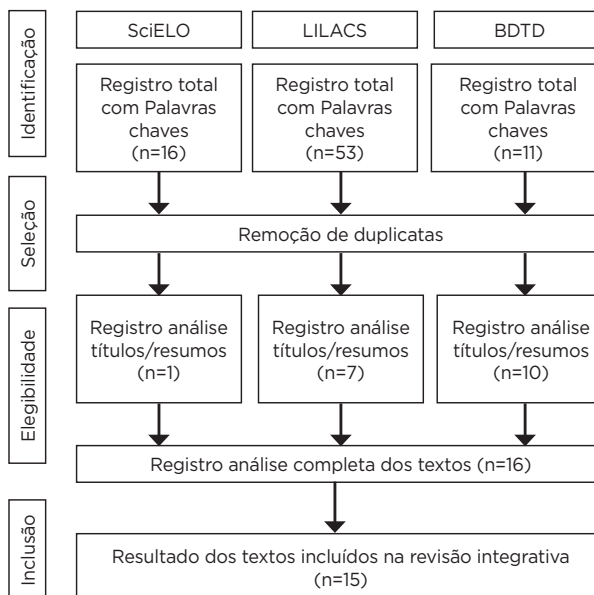 Identificação
SciELO
LILACS
BDTD
Registro total
com Palavras
chaves
(n=16)
Registro total
com Palavras
chaves
(n=53)
Registro total
com Palavras
chaves
(n=11)
Seleção
Remoção de duplicatas
Elegibilidade
Registro análise
títulos/resumos
(n=1)
Registro análise
títulos/resumos
(n=7)
Registro análise
títulos/resumos
(n=10)
Registro análise completa dos textos (n=16)
Inclusão
Resultado dos textos incluídos na revisão integrativa
(n=15)